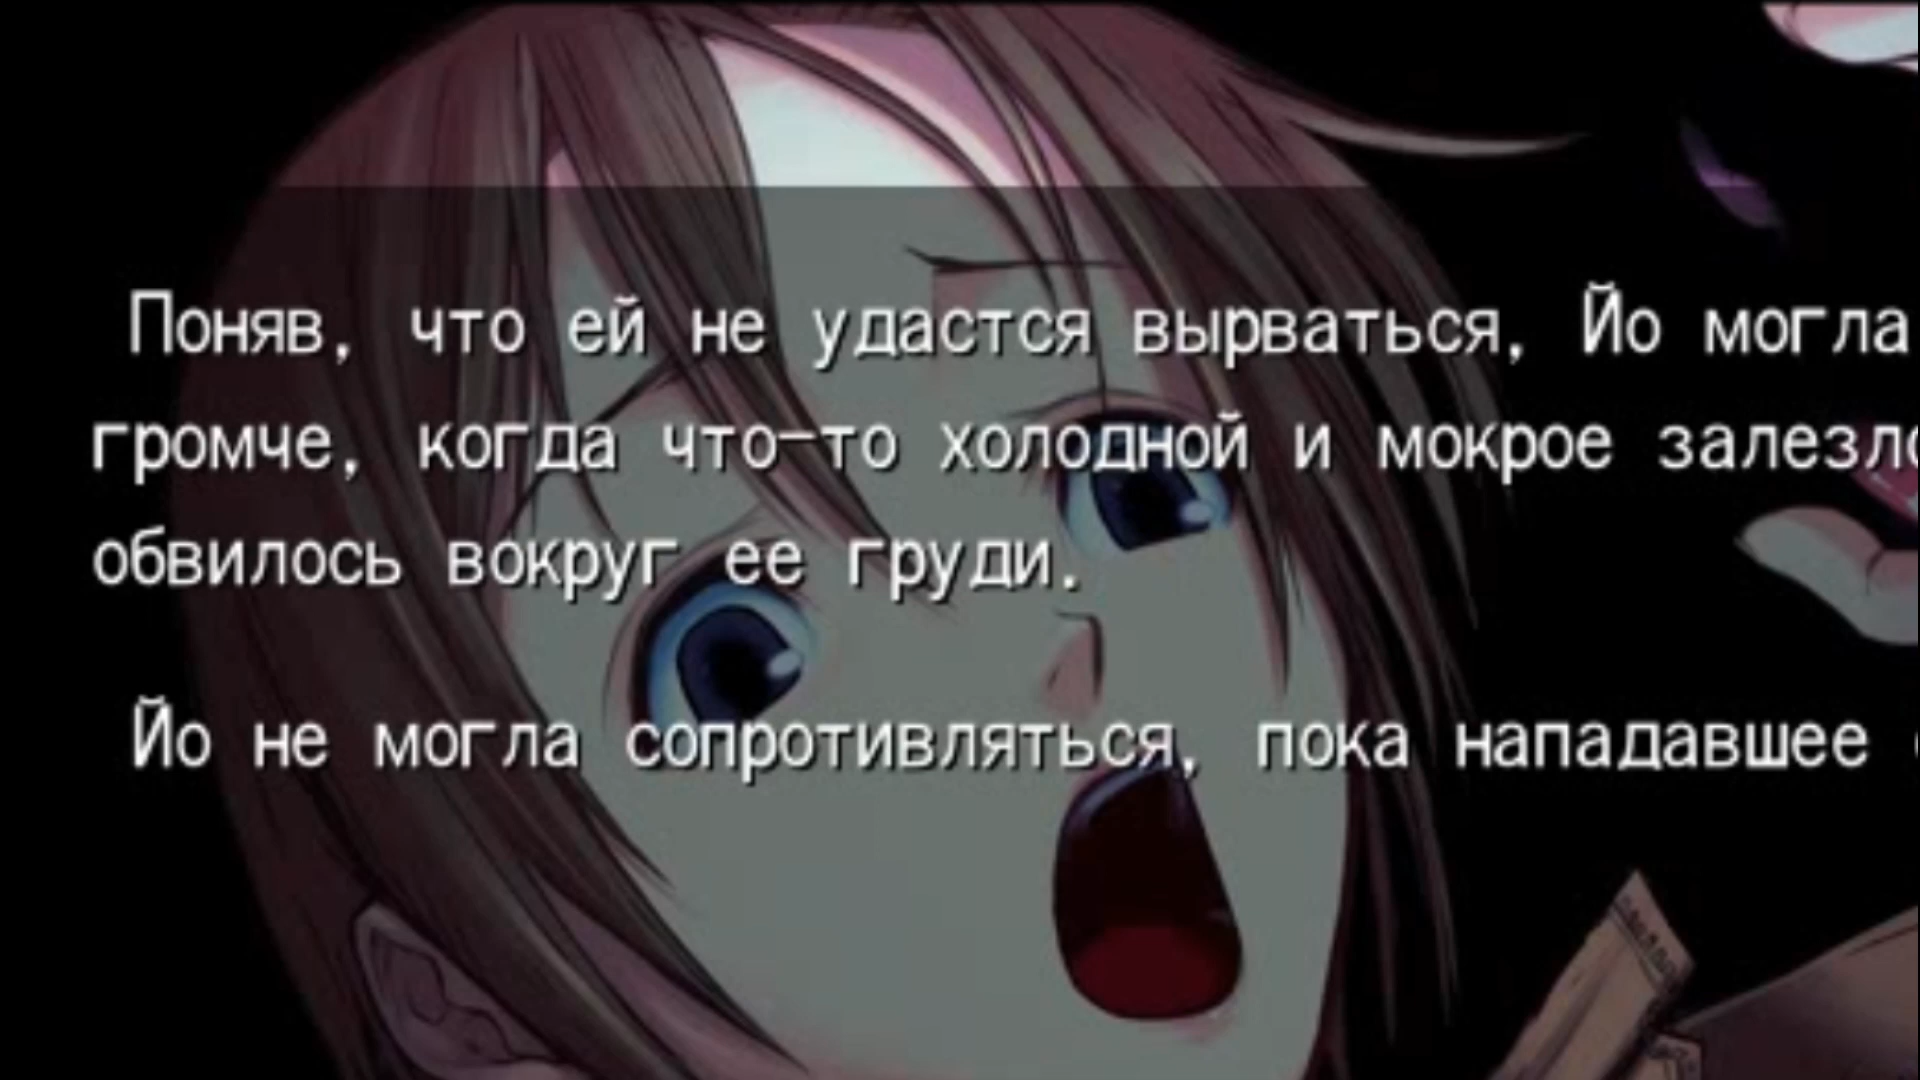 Поняв, что ей не удастся вырваться, Йо могла
громче, когда что-то холодной и мокрое залезло
обвилось вокруг ее груди.
Йо не могла сопротивляться, пока нападавшее